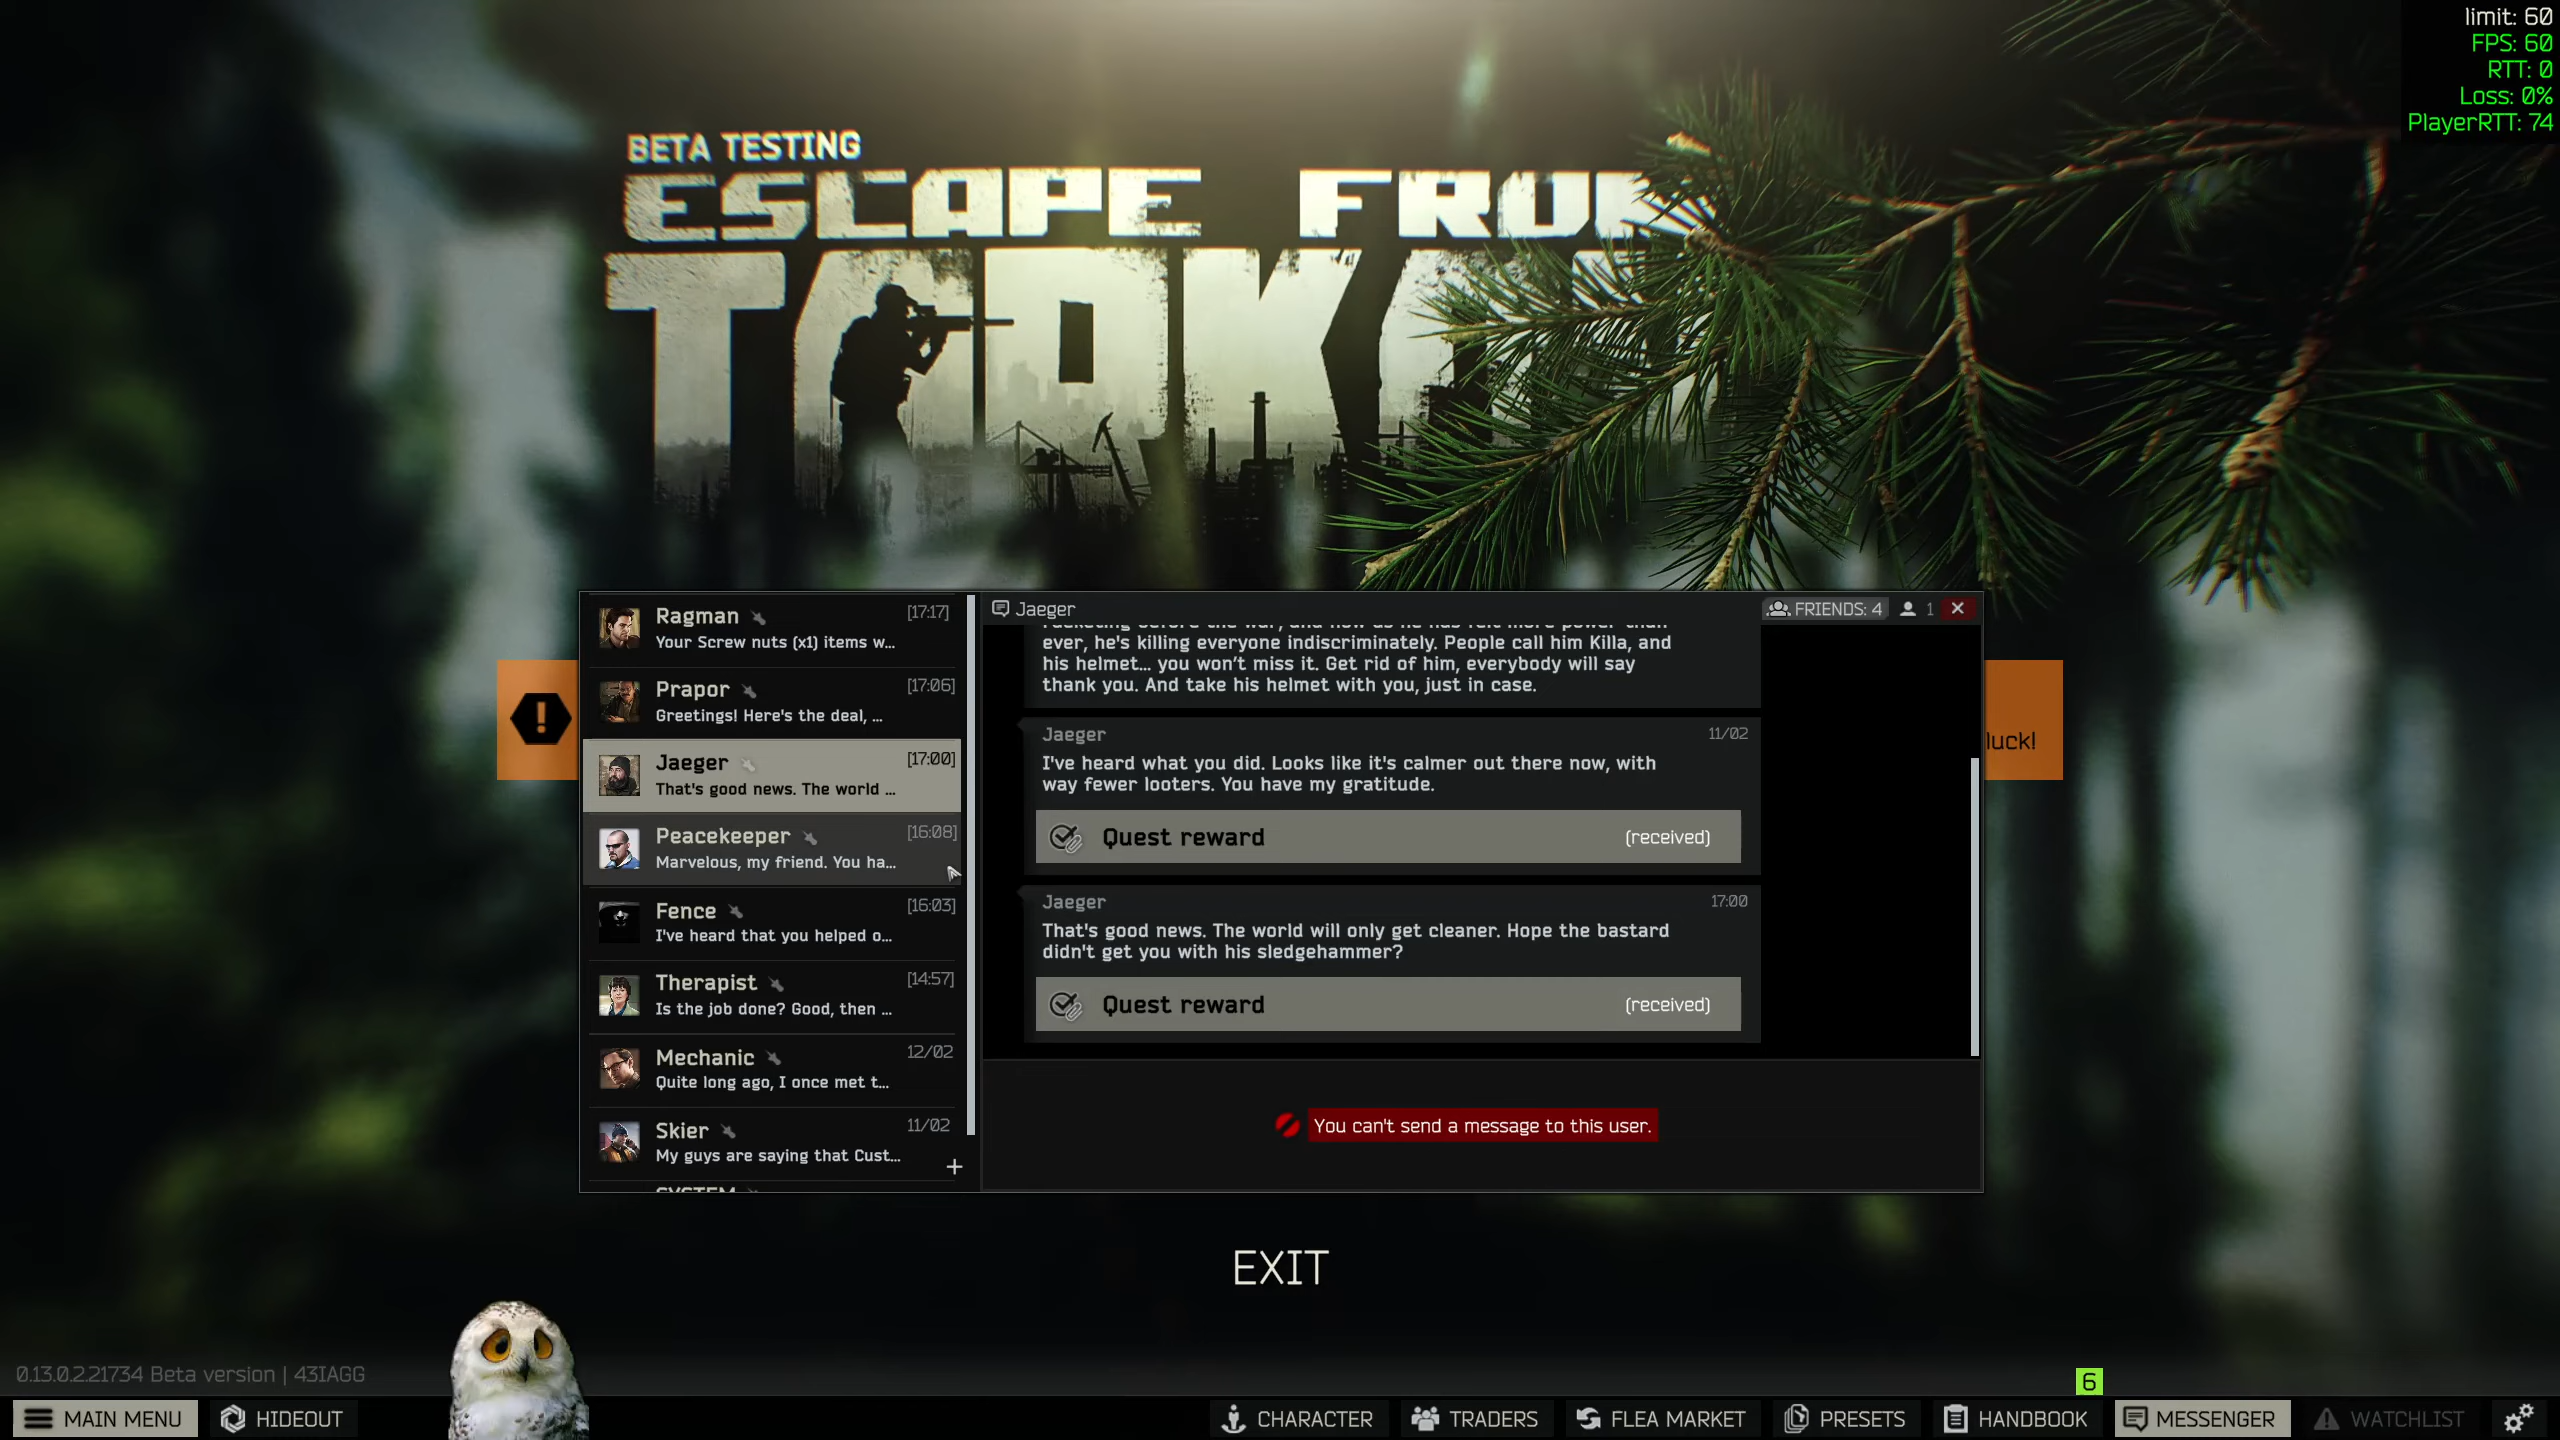 limit: 60
FPS: 60
RTT: 0
Loss: 0%
PlayerRTT: 74
BETA TESTING
ESCAPE FROM
Ragman [17:17]
Your Screw nuts (x1) items w...
Prapor [17:06]
Greetings! Here's the deal, ...
Jaeger [17:00]
That's good news. The world ...
Peacekeeper [16:08]
Marvelous, my friend. You ha...
Fence [16:03]
I've heard that you helped o...
Therapist [14:57]
Is the job done? Good, then ...
Mechanic 12/02
Quite long ago, I once met t...
Skier 11/02
My guys are saying that Cust...
SYSTEM
+
Jaeger
FRIENDS: 4
1
ever, he's killing everyone indiscriminately. People call him Killa, and
his helmet... you won't miss it. Get rid of him, everybody will say
thank you. And take his helmet with you, just in case.
Jaeger 11/02
I've heard what you did. Looks like it's calmer out there now, with
way fewer looters. You have my gratitude.
Quest reward (received)
Jaeger 17:00
That's good news. The world will only get cleaner. Hope the bastard
didn't get you with his sledgehammer?
Quest reward (received)
You can't send a message to this user.
luck!
EXIT
0.13.0.2.21734 Beta version | 43IAGG
6
MAIN MENU
HIDEOUT
CHARACTER
TRADERS
FLEA MARKET
PRESETS
HANDBOOK
MESSENGER
WATCHLIST